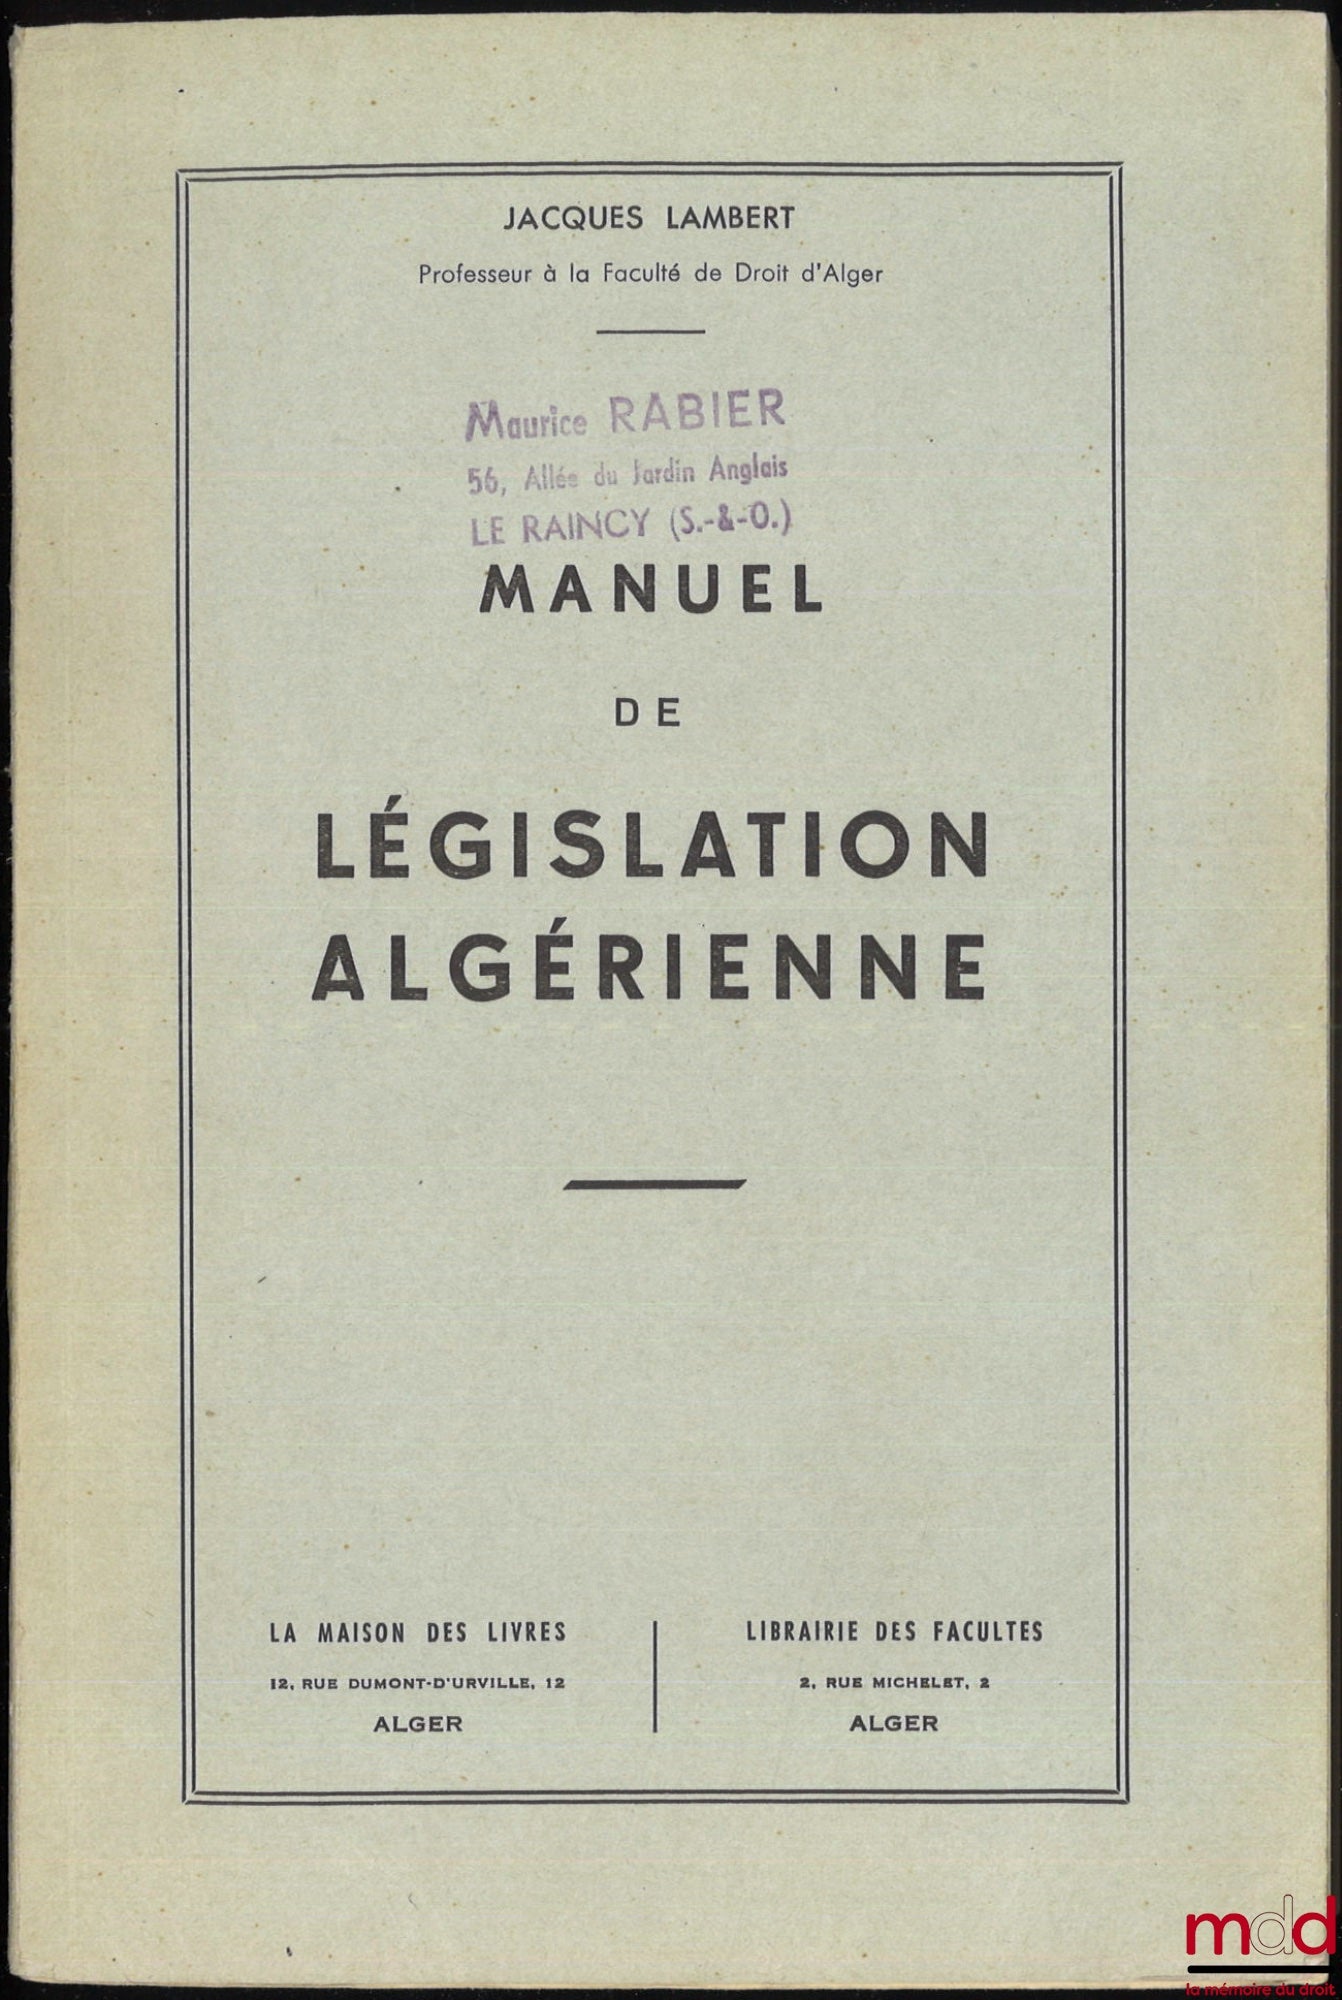 JACQUES LAMBERT
Professeur à la Faculté de Droit d'Alger
Maurice RABIER
56, Allée du Jardin Anglais
LE RAINCY (S.-&-O.)
MANUEL
DE
LÉGISLATION
ALGÉRIENNE
LA MAISON DES LIVRES
12, RUE DUMONT-D'URVILLE, 12
ALGER
LIBRAIRIE DES FACULTES
2, RUE MICHELET, 2
ALGER
mdd
la mémoire du droit